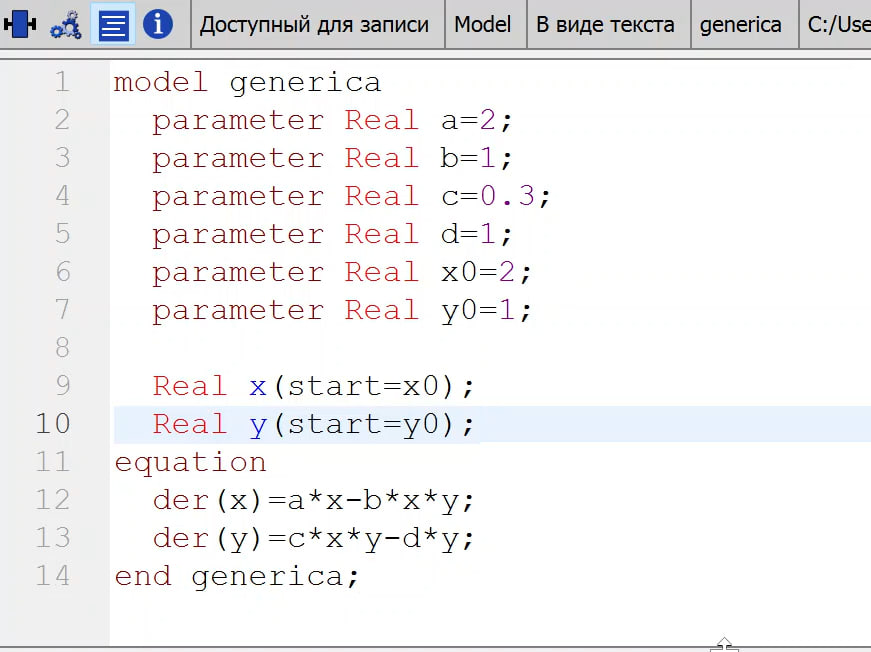 Доступный для записи Model В виде текста generica C:/Use
1 model generica
2 parameter Real a=2;
3 parameter Real b=1;
4 parameter Real c=0.3;
5 parameter Real d=1;
6 parameter Real x0=2;
7 parameter Real y0=1;
8
9 Real x(start=x0);
10 Real y(start=y0);
11 equation
12 der(x)=a*x-b*x*y;
13 der(y)=c*x*y-d*y;
14 end generica;